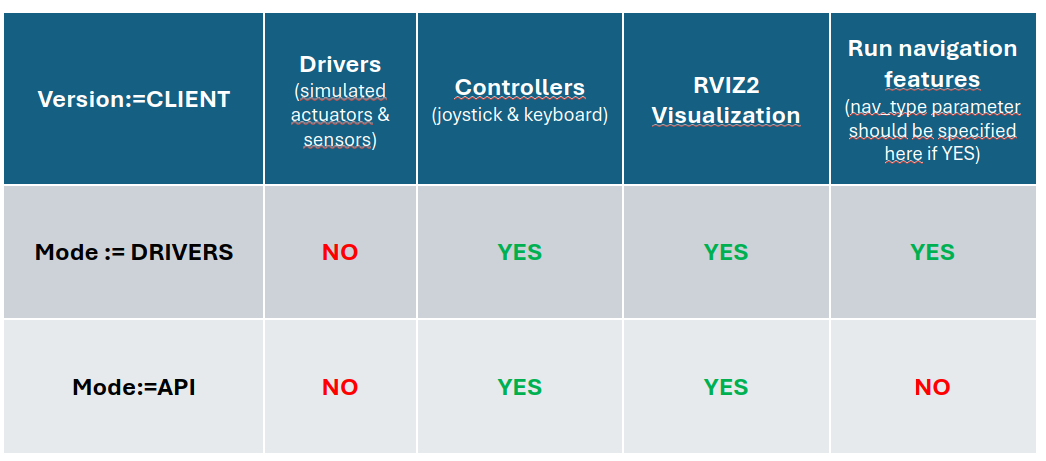 Version:=CLIENT
Drivers
(simulated
actuators &
sensors)
Controllers
(joystick & keyboard)
RVIZ2
Visualization
Run navigation
features
(nav_type parameter
should be specified
here if YES)
Mode := DRIVERS
NO
YES
YES
YES
Mode:=API
NO
YES
YES
NO